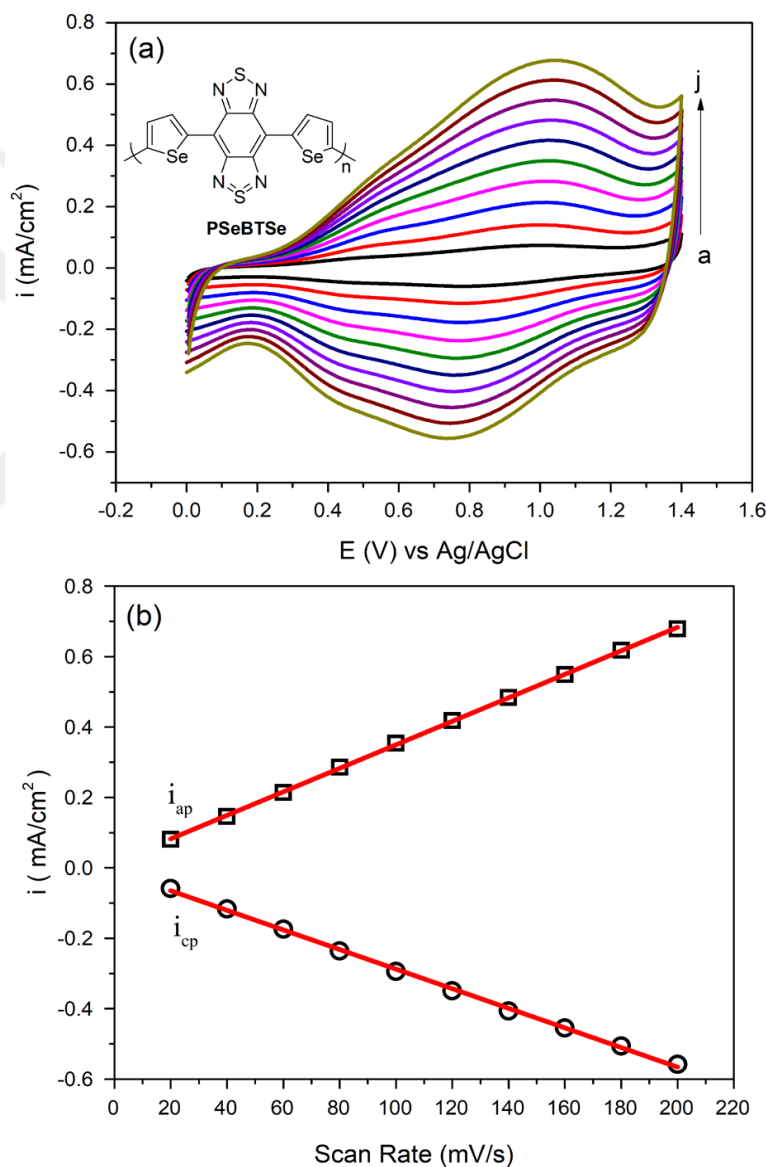 (a)
0.8
0.6
0.4
0.2
0.0
-0.2
-0.4
-0.6
i (mA/cm²)
S
N N
Se Se
n
N N
S
PSeBTSe
j
a
-0.2 0.0 0.2 0.4 0.6 0.8 1.0 1.2 1.4 1.6
E (V) vs Ag/AgCl
(b)
0.8
0.6
0.4
0.2
0.0
-0.2
-0.4
-0.6
i ( mA/cm²)
iap
icp
0 20 40 60 80 100 120 140 160 180 200 220
Scan Rate (mV/s)